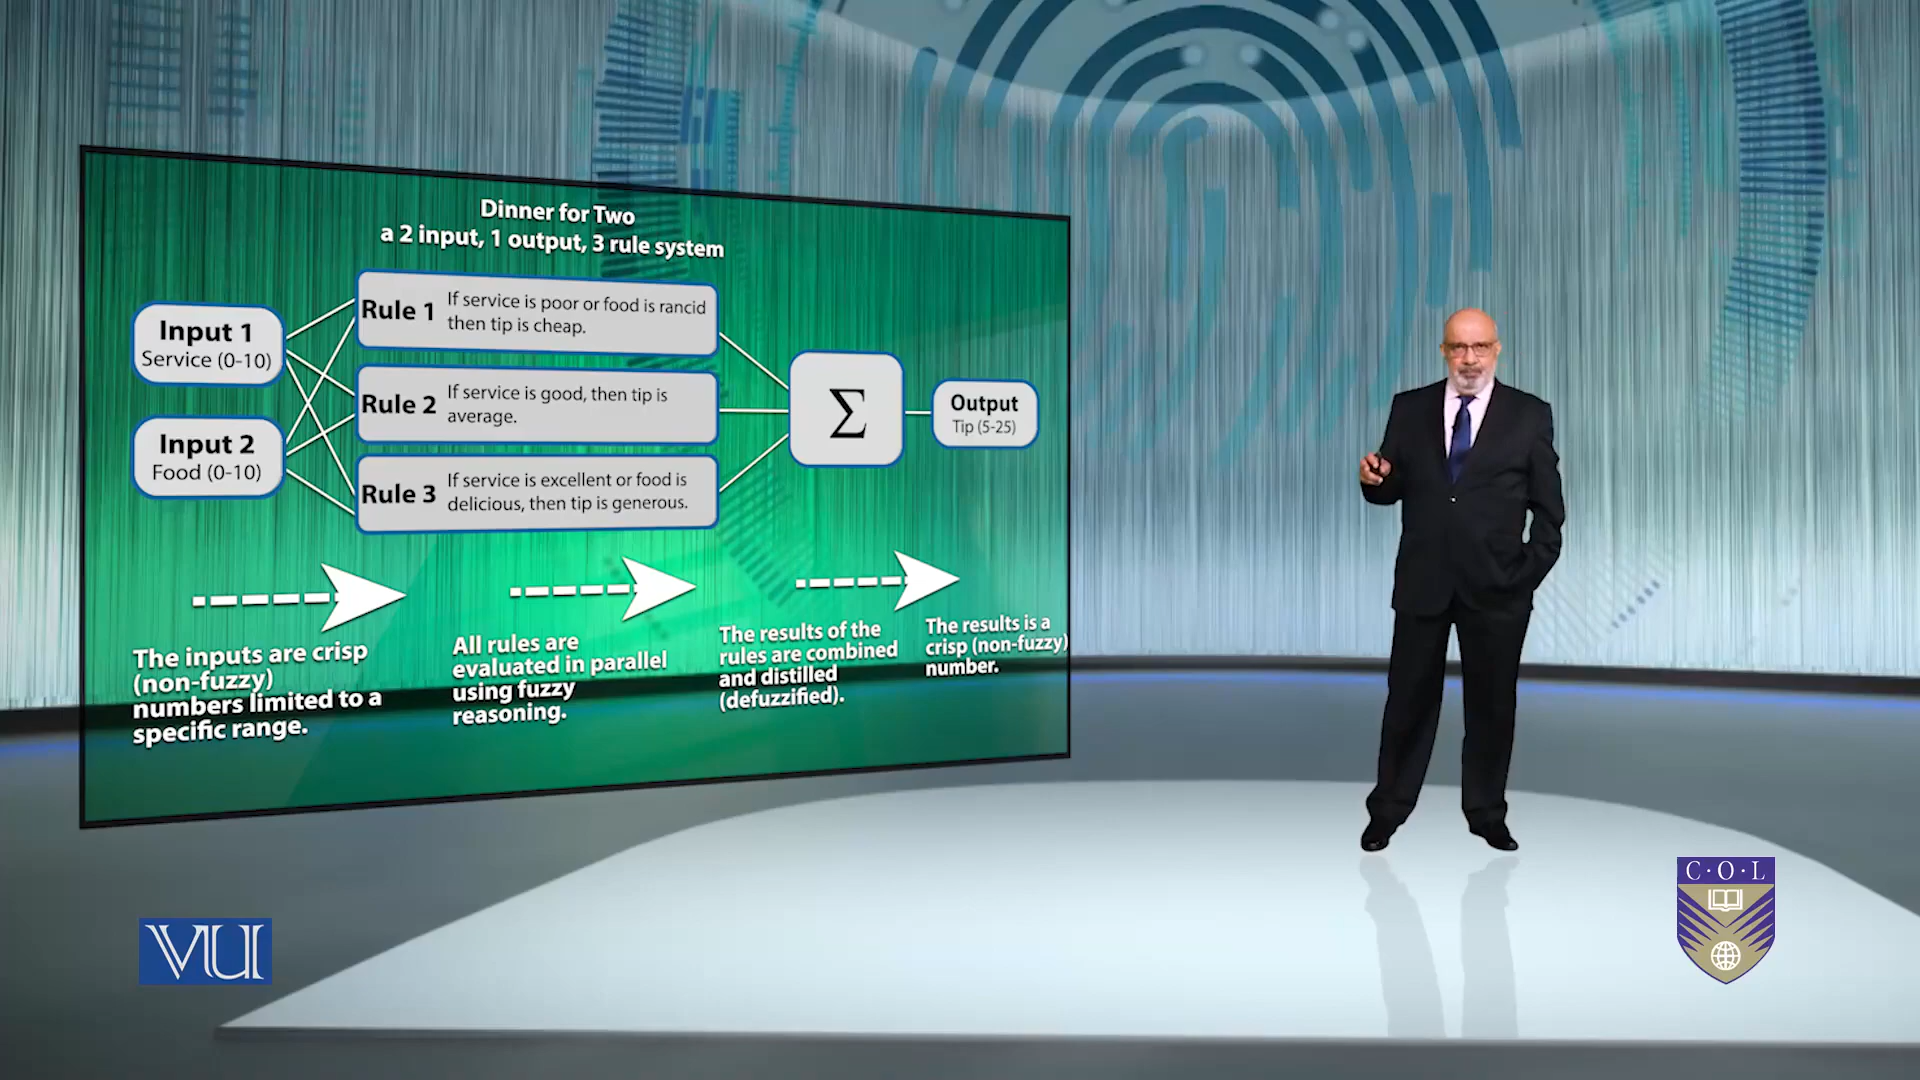 Dinner for Two
a 2 input, 1 output, 3 rule system
Input 1
Service (0-10)
Input 2
Food (0-10)
Rule 1
If service is poor or food is rancid
then tip is cheap.
Rule 2
If service is good, then tip is
average.
Rule 3
If service is excellent or food is
delicious, then tip is generous.
Σ
Output
Tip (5-25)
The inputs are crisp
(non-fuzzy)
numbers limited to a
specific range.
All rules are
evaluated in parallel
using fuzzy
reasoning.
The results of the
rules are combined
and distilled
(defuzzified).
The results is a
crisp (non-fuzzy)
number.
VU
C·O·L